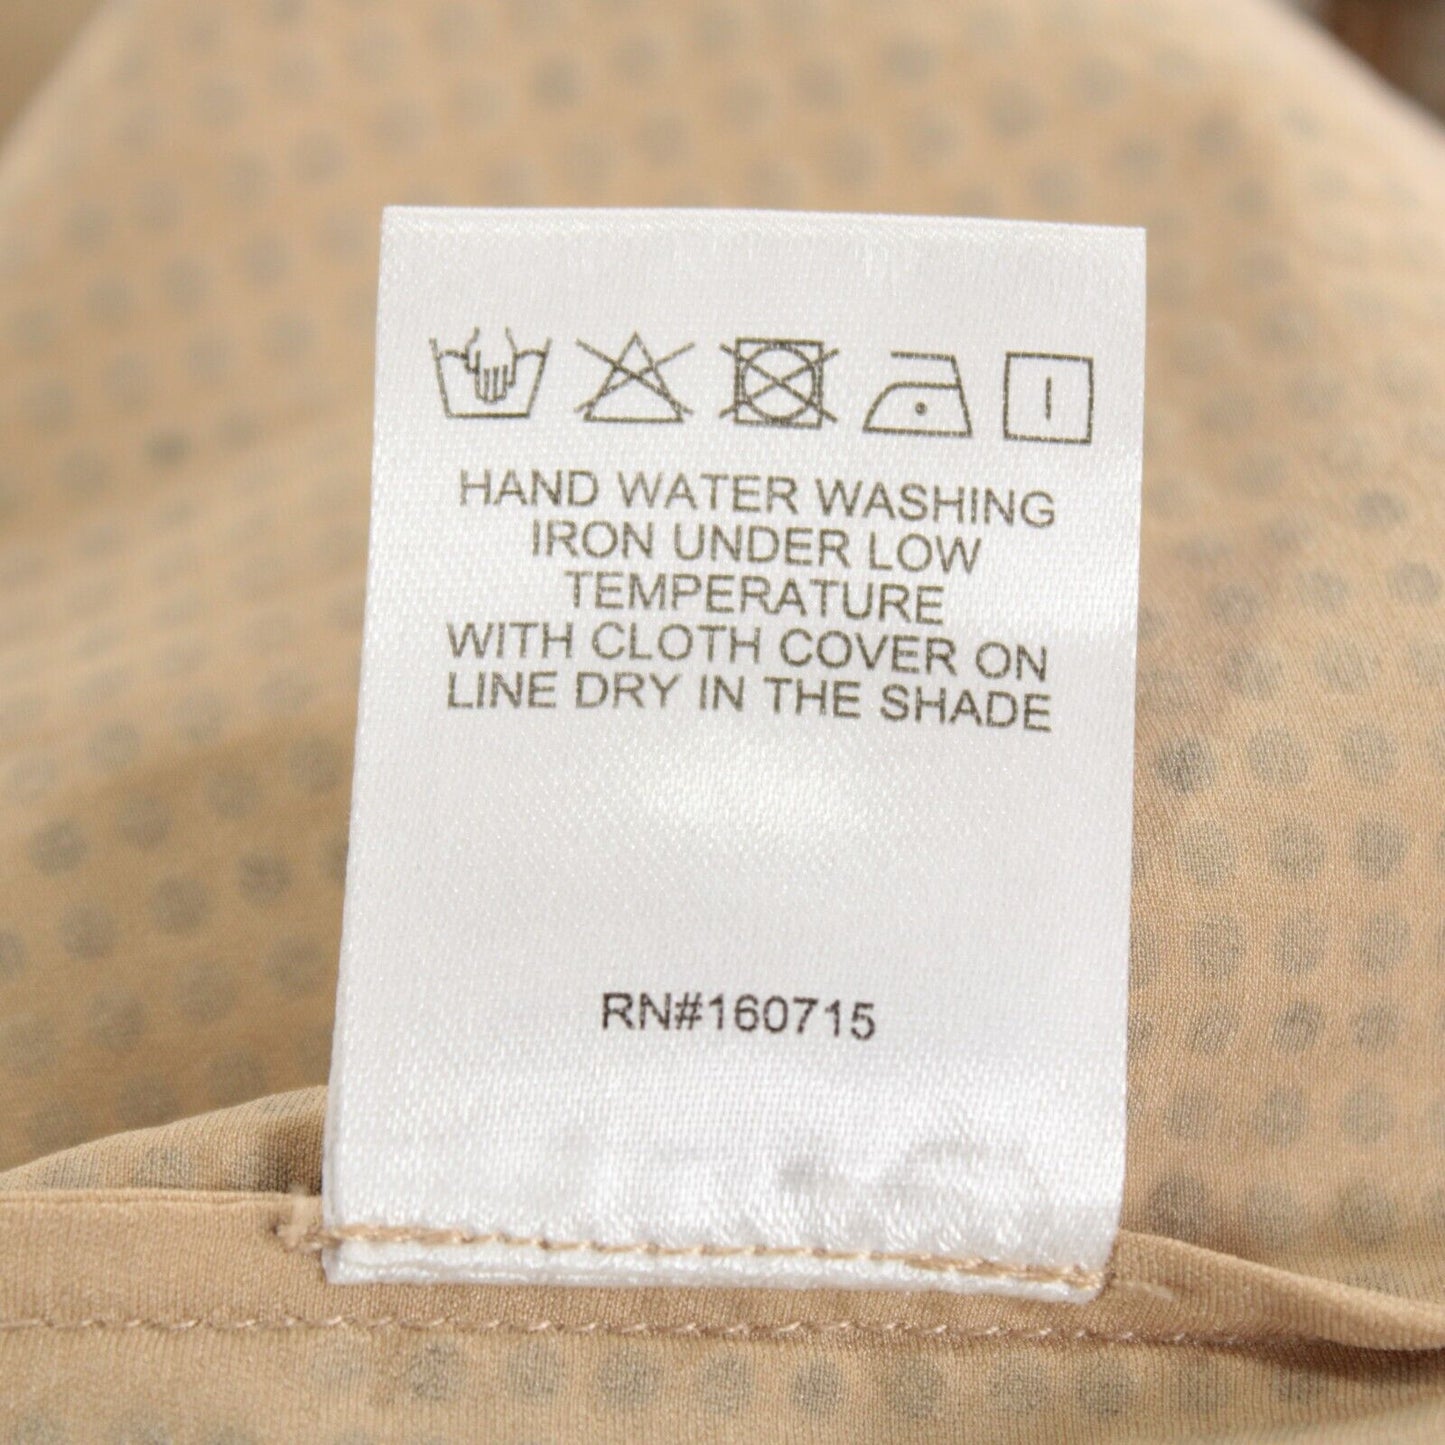 HAND WATER WASHING
IRON UNDER LOW
TEMPERATURE
WITH CLOTH COVER ON
LINE DRY IN THE SHADE
RN#160715